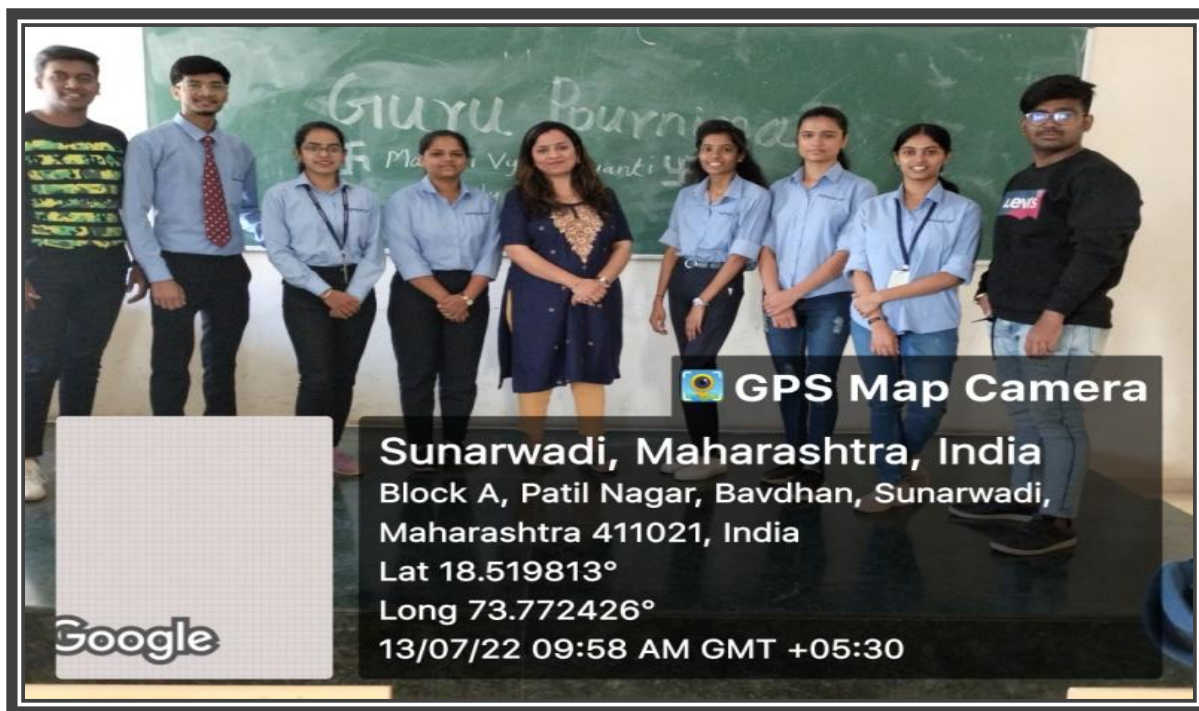 Guru Pournima
Levi's
GPS Map Camera
Sunarwadi, Maharashtra, India
Block A, Patil Nagar, Bavdhan, Sunarwadi,
Maharashtra 411021, India
Lat 18.519813°
Long 73.772426°
13/07/22 09:58 AM GMT +05:30
Google